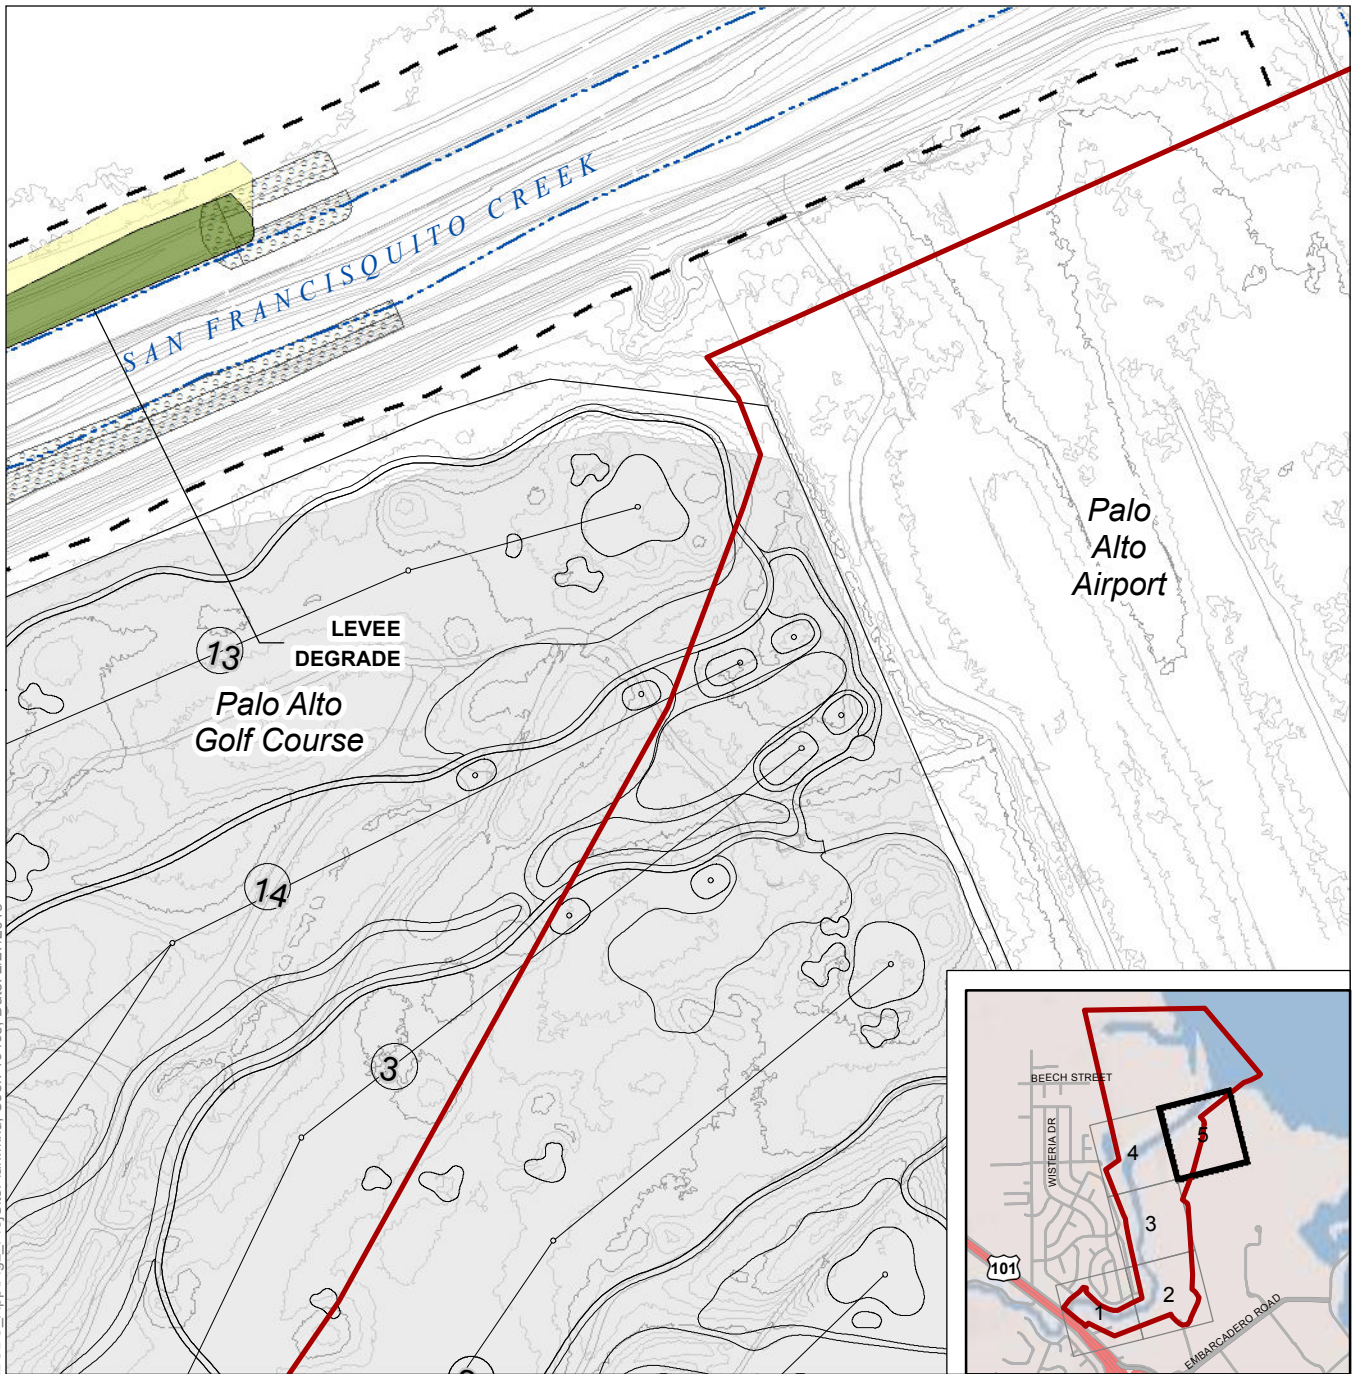 SAN FRANCISQUITO CREEK
Palo
Alto
Airport
LEVEE
DEGRADE
13
Palo Alto
Golf Course
14
3
BEECH STREET
WISTERIA DR
5
4
3
101
2
1
EMBARCADERO ROAD